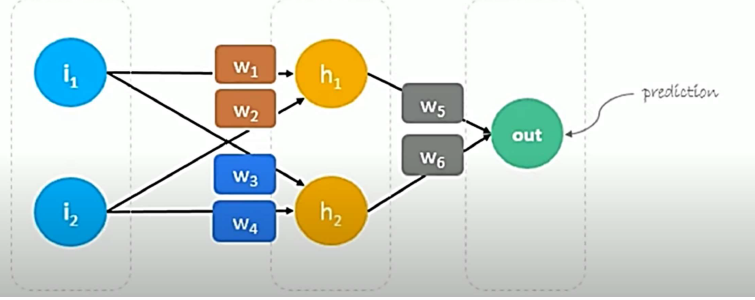 i₁
w₁
h₁
w₂
w₅
prediction
out
w₆
w₃
i₂
w₄
h₂